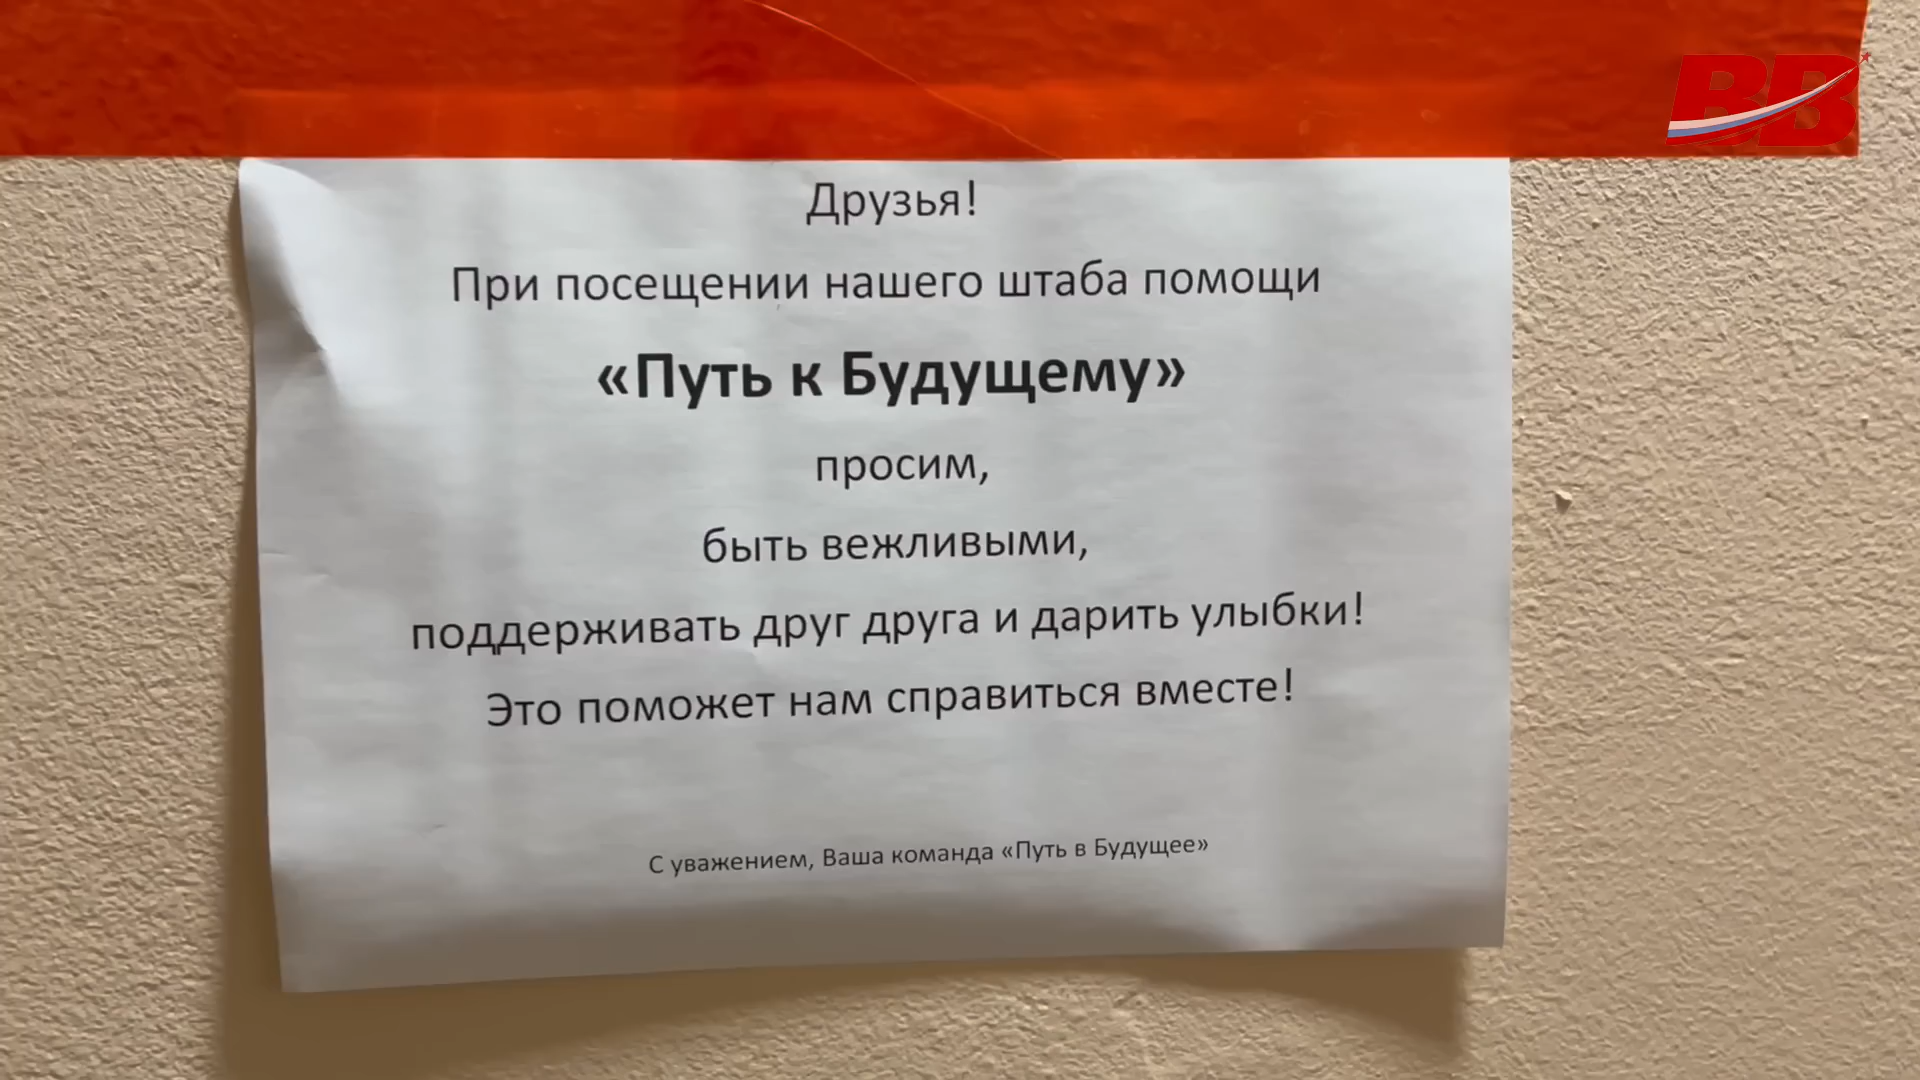 ВВ
Друзья!
При посещении нашего штаба помощи
«Путь к Будущему»
просим,
быть вежливыми,
поддерживать друг друга и дарить улыбки!
Это поможет нам справиться вместе!
С уважением, Ваша команда «Путь в Будущее»